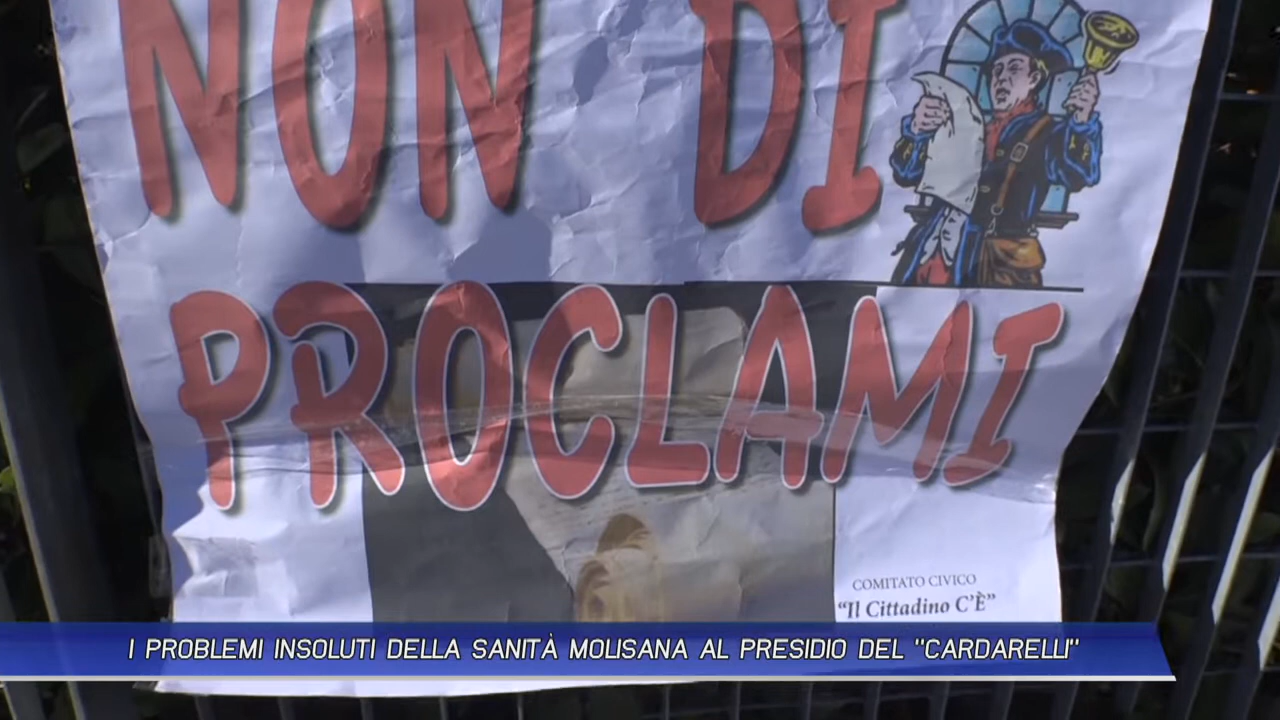 NON DI
PROCLAMI
COMITATO CIVICO
"Il Cittadino C'È"
I PROBLEMI INSOLUTI DELLA SANITÀ MOLISANA AL PRESIDIO DEL "CARDARELLI"